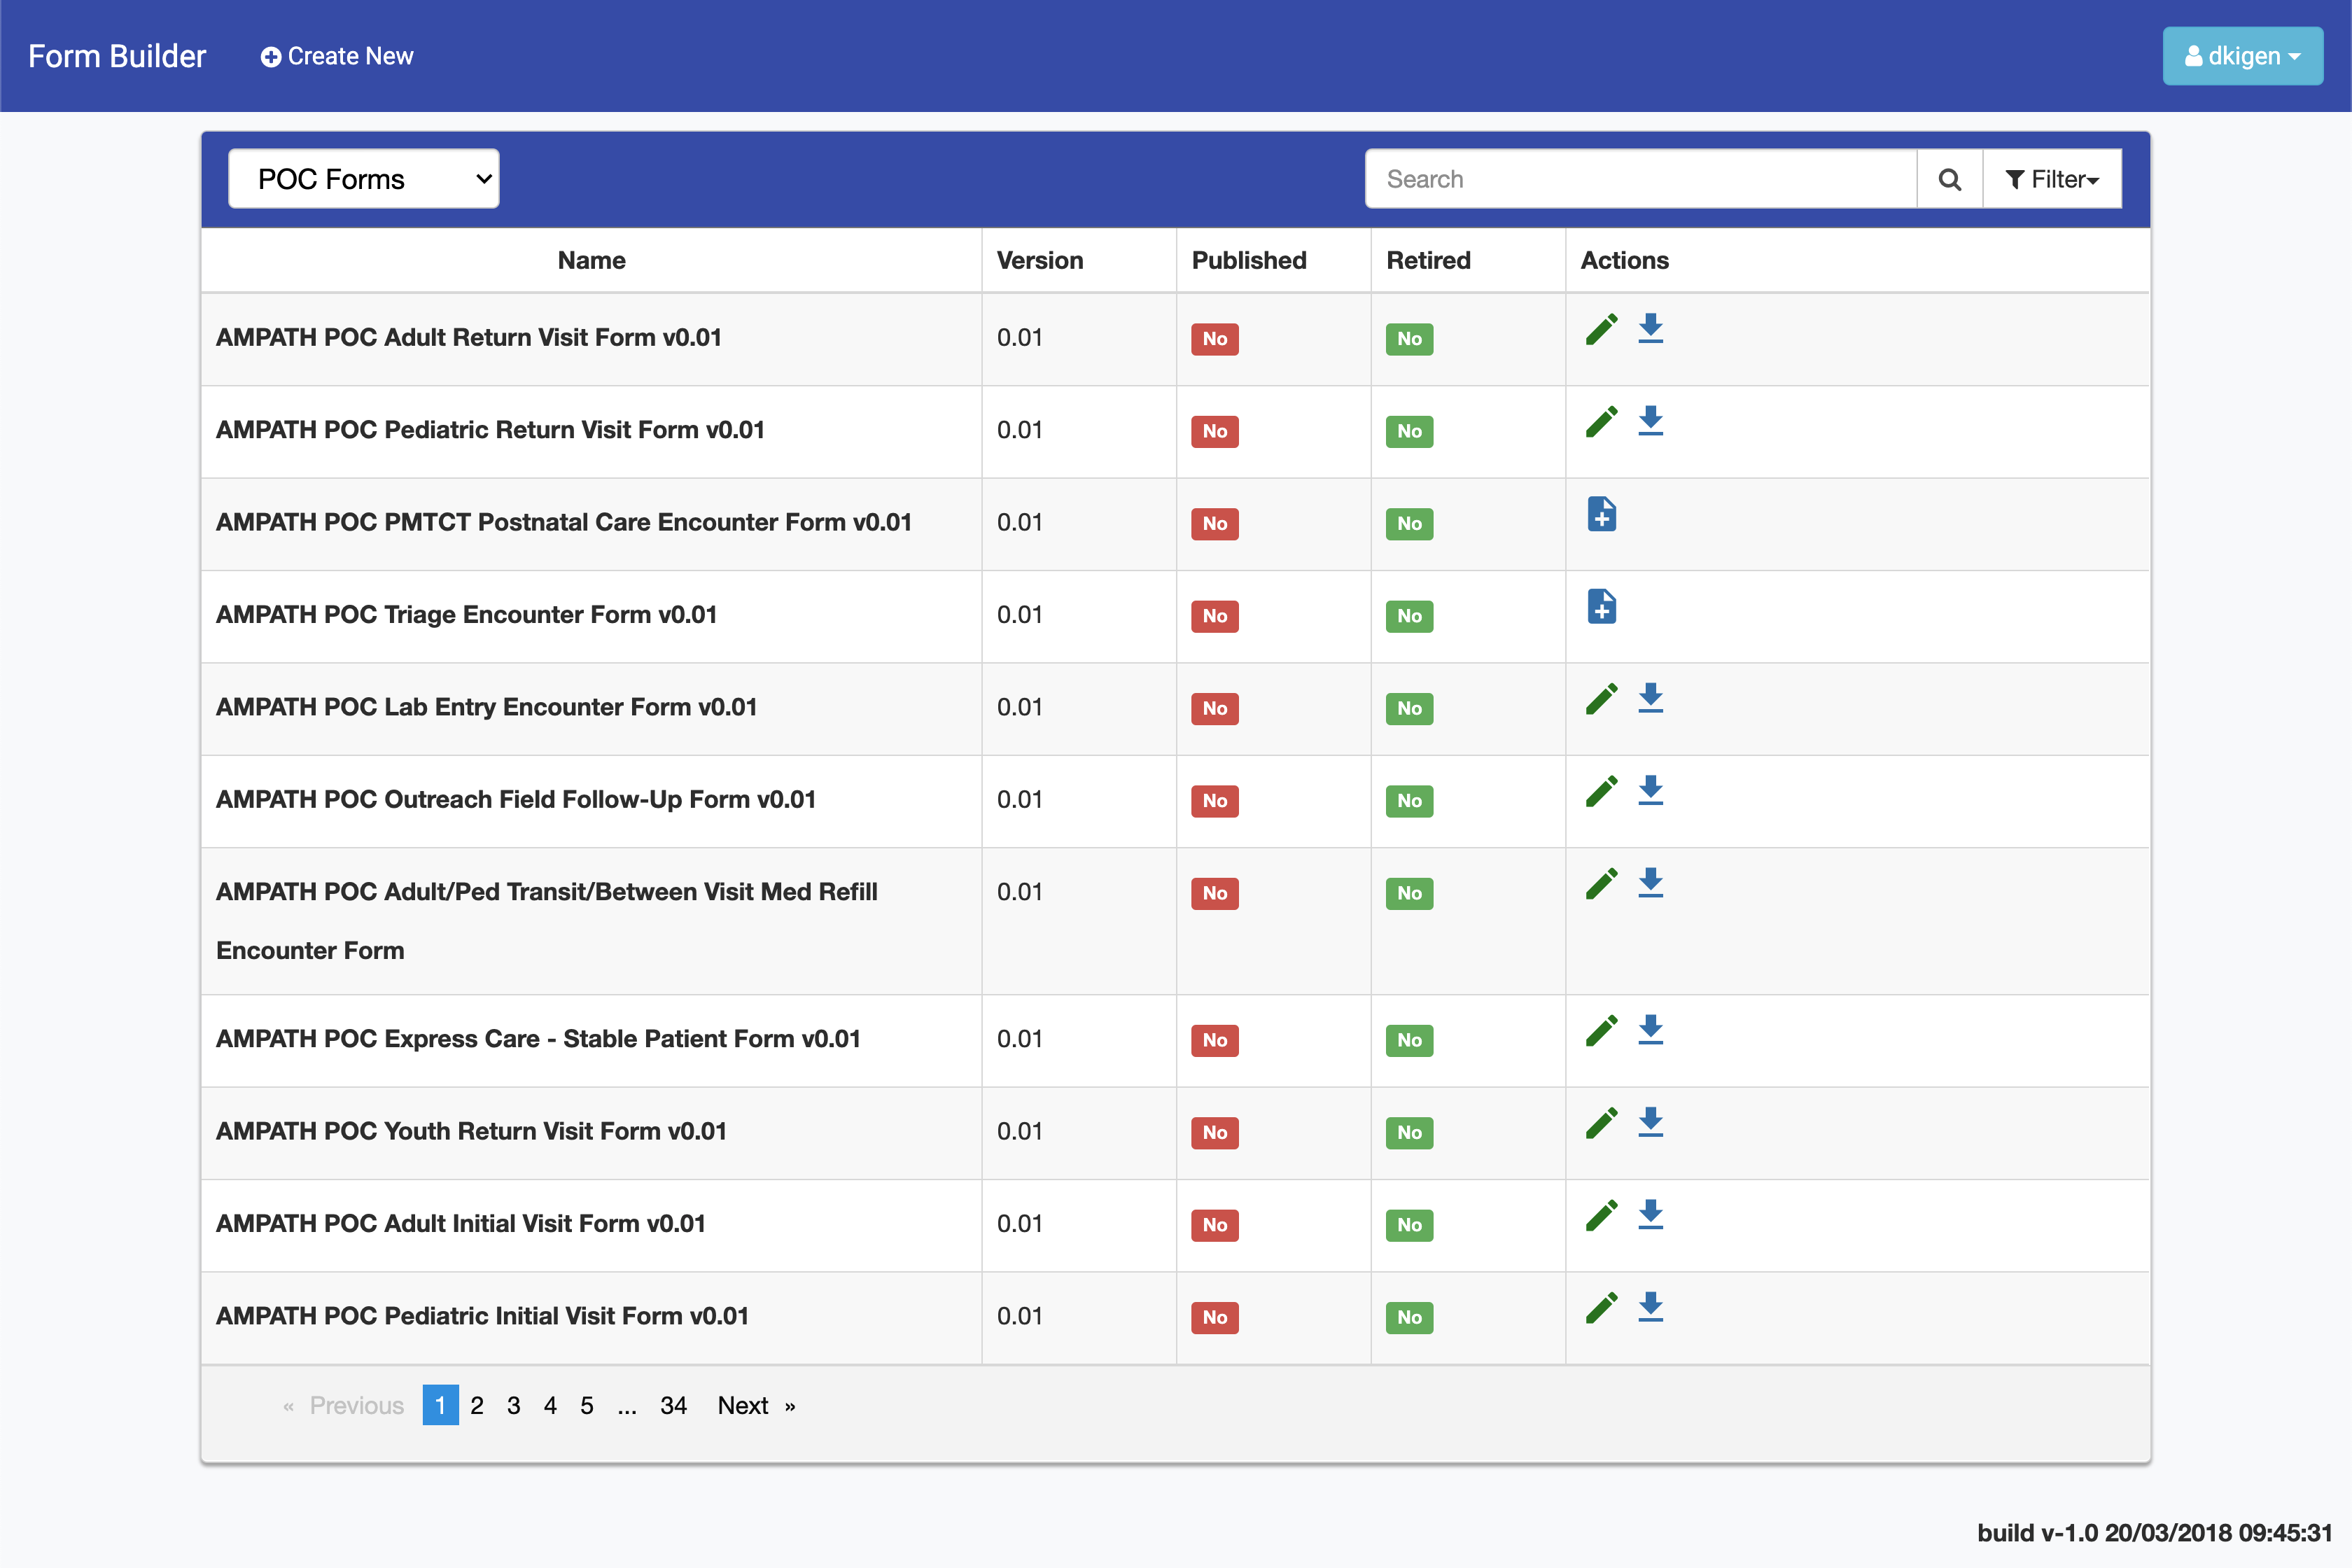 Form Builder Create New dkigen
POC Forms Search Filter
Name Version Published Retired Actions
AMPATH POC Adult Return Visit Form v0.01 0.01 No No
AMPATH POC Pediatric Return Visit Form v0.01 0.01 No No
AMPATH POC PMTCT Postnatal Care Encounter Form v0.01 0.01 No No
AMPATH POC Triage Encounter Form v0.01 0.01 No No
AMPATH POC Lab Entry Encounter Form v0.01 0.01 No No
AMPATH POC Outreach Field Follow-Up Form v0.01 0.01 No No
AMPATH POC Adult/Ped Transit/Between Visit Med Refill 0.01 No No
Encounter Form
AMPATH POC Express Care - Stable Patient Form v0.01 0.01 No No
AMPATH POC Youth Return Visit Form v0.01 0.01 No No
AMPATH POC Adult Initial Visit Form v0.01 0.01 No No
AMPATH POC Pediatric Initial Visit Form v0.01 0.01 No No
« Previous 1 2 3 4 5 ... 34 Next »
build v-1.0 20/03/2018 09:45:31